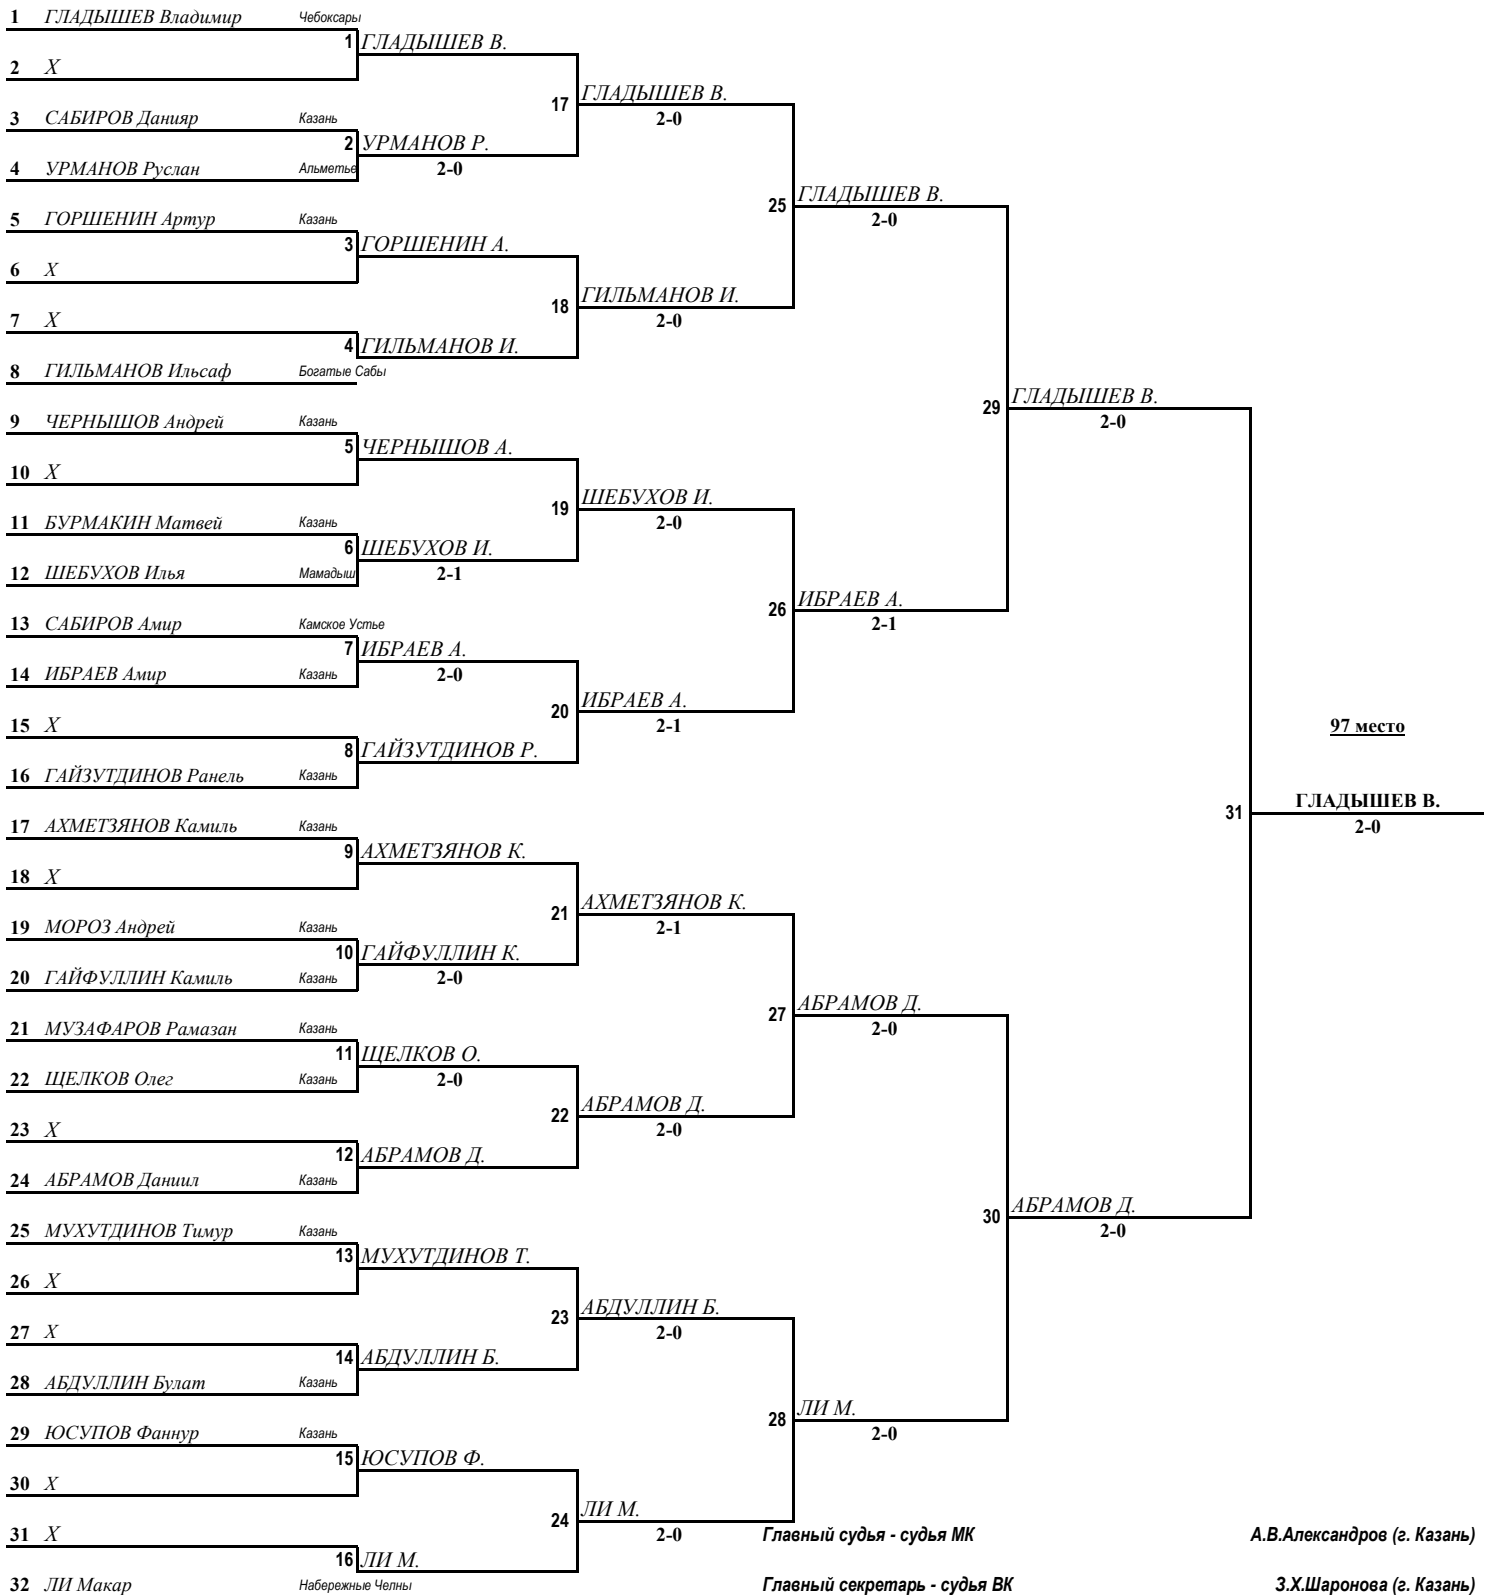 1 ГЛАДЫШЕВ Владимир Чебоксары
1 ГЛАДЫШЕВ В.
2 X
17 ГЛАДЫШЕВ В.
2-0
3 САБИРОВ Данияр Казань
2 УРМАНОВ Р.
2-0
4 УРМАНОВ Руслан Альметье
25 ГЛАДЫШЕВ В.
2-0
5 ГОРШЕНИН Артур Казань
3 ГОРШЕНИН А.
6 X
18 ГИЛЬМАНОВ И.
2-0
7 X
4 ГИЛЬМАНОВ И.
8 ГИЛЬМАНОВ Ильсаф Богатые Сабы
29 ГЛАДЫШЕВ В.
2-0
9 ЧЕРНЫШОВ Андрей Казань
5 ЧЕРНЫШОВ А.
10 X
19 ШЕБУХОВ И.
2-0
11 БУРМАКИН Матвей Казань
6 ШЕБУХОВ И.
2-1
12 ШЕБУХОВ Илья Мамадыш
26 ИБРАЕВ А.
2-1
13 САБИРОВ Амир Камское Устье
7 ИБРАЕВ А.
2-0
14 ИБРАЕВ Амир Казань
20 ИБРАЕВ А.
2-1
15 X
97 место
8 ГАЙЗУТДИНОВ Р.
16 ГАЙЗУТДИНОВ Ранель Казань
31 ГЛАДЫШЕВ В.
2-0
17 АХМЕТЗЯНОВ Камиль Казань
9 АХМЕТЗЯНОВ К.
18 X
21 АХМЕТЗЯНОВ К.
2-1
19 МОРОЗ Андрей Казань
10 ГАЙФУЛЛИН К.
2-0
20 ГАЙФУЛЛИН Камиль Казань
27 АБРАМОВ Д.
2-0
21 МУЗАФАРОВ Рамазан Казань
11 ЩЕЛКОВ О.
2-0
22 ЩЕЛКОВ Олег Казань
22 АБРАМОВ Д.
2-0
23 X
12 АБРАМОВ Д.
24 АБРАМОВ Даниил Казань
30 АБРАМОВ Д.
2-0
25 МУХУТДИНОВ Тимур Казань
13 МУХУТДИНОВ Т.
26 X
23 АБДУЛЛИН Б.
2-0
27 X
14 АБДУЛЛИН Б.
28 АБДУЛЛИН Булат Казань
28 ЛИ М.
2-0
29 ЮСУПОВ Фаннур Казань
15 ЮСУПОВ Ф.
30 X
24 ЛИ М.
2-0
31 X
Главный судья - судья МК А.В.Александров (г. Казань)
16 ЛИ М.
32 ЛИ Макар Набережные Челны
Главный секретарь - судья ВК З.Х.Шаронова (г. Казань)